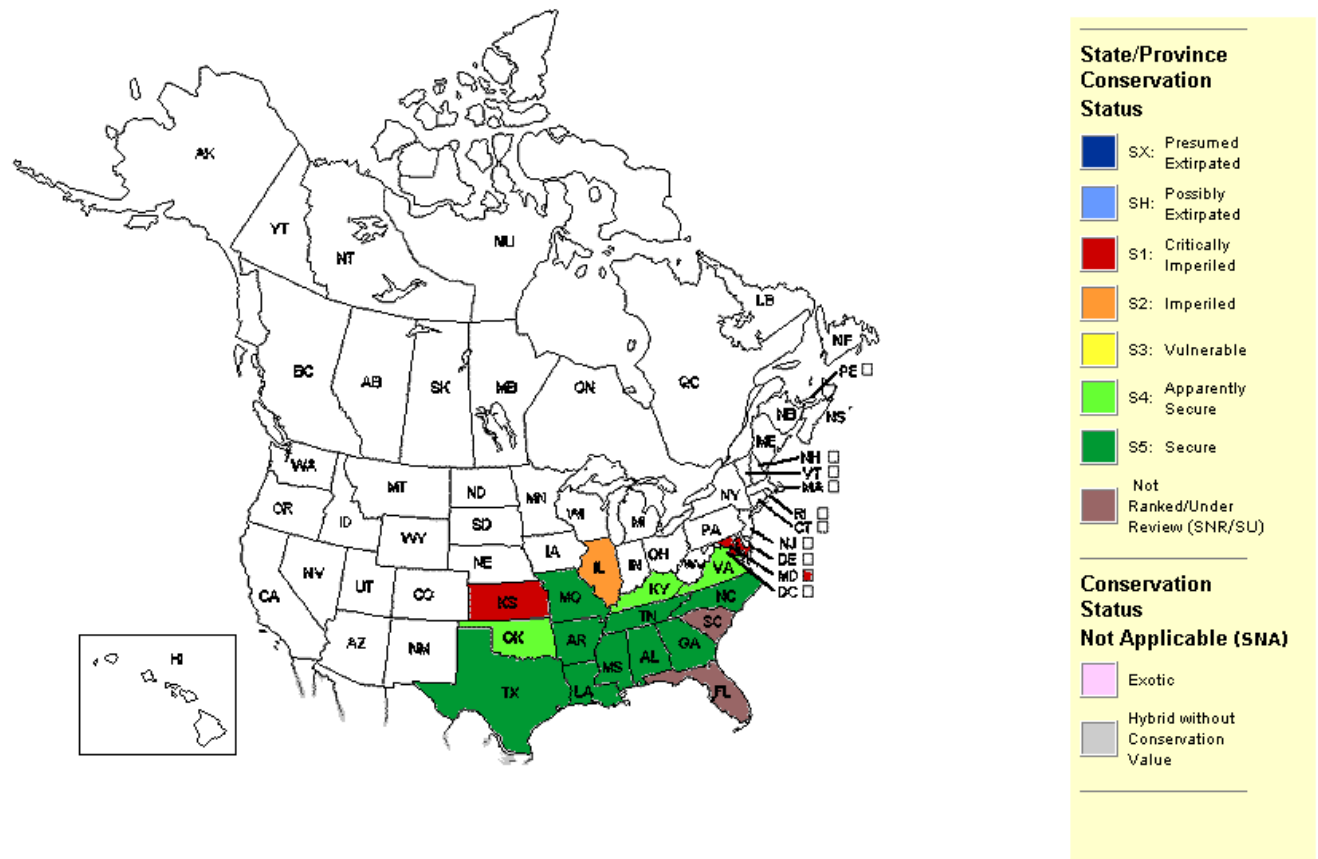 AK
YT
NT
NU
BC
AB
SK
MB
ON
QC
LB
NF
PE
NB
NS
ME
NH
VT
MA
RI
CT
NJ
DE
MD
DC
WA
OR
ID
MT
ND
SD
WY
NE
MN
WI
MI
IA
IL
IN
OH
PA
NY
WV
VA
CA
NV
UT
CO
KS
MO
KY
NC
TN
SC
AZ
NM
OK
AR
TX
LA
MS
AL
GA
FL
HI
State/Province
Conservation
Status
SX: Presumed
Extirpated
SH: Possibly
Extirpated
S1: Critically
Imperiled
S2: Imperiled
S3: Vulnerable
S4: Apparently
Secure
S5: Secure
Not
Ranked/Under
Review (SNR/SU)
Conservation
Status
Not Applicable (SNA)
Exotic
Hybrid without
Conservation
Value